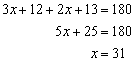 3x + 12 + 2x + 13 = 180
5x + 25 = 180
x = 31